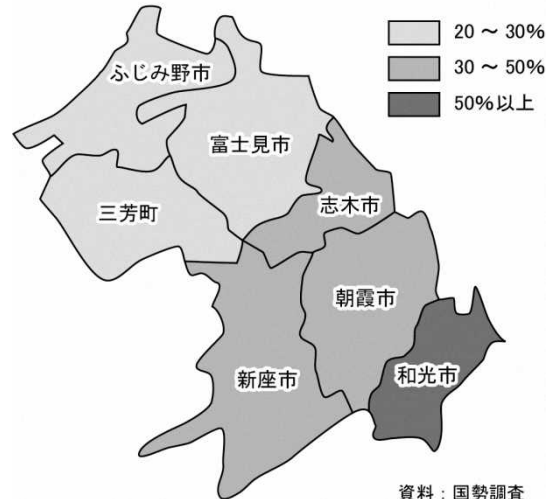 20 ~ 30%
30 ~ 50%
50%以上
ふじみ野市
富士見市
三芳町
志木市
朝霞市
新座市
和光市
資料：国勢調査